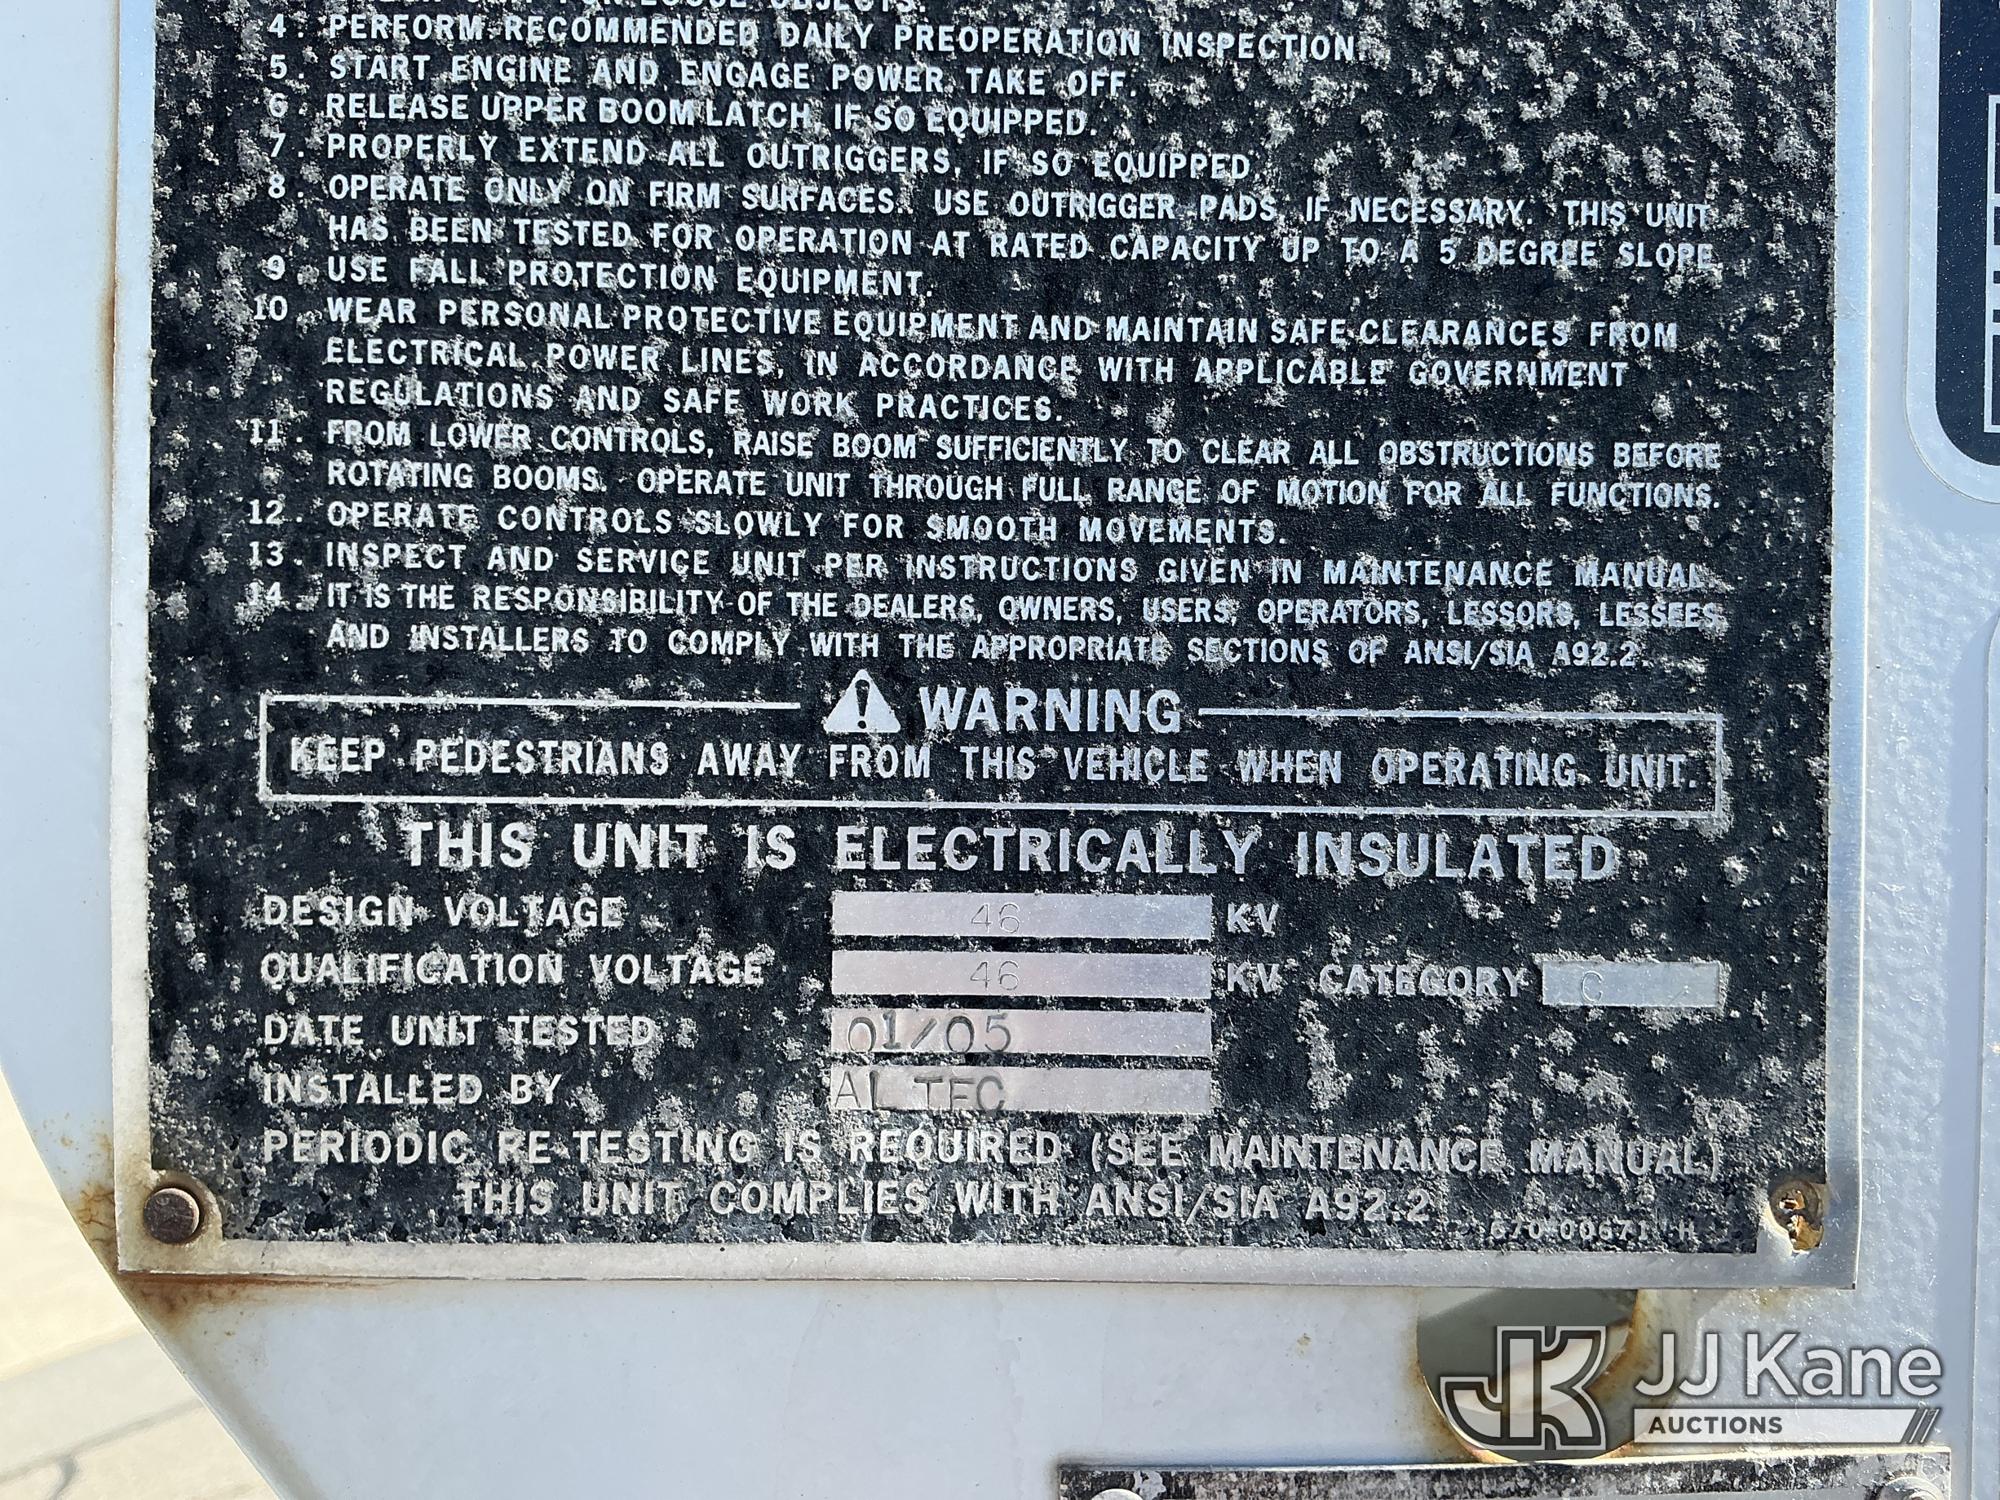 FOR LOOSE OBJECTS.
4. PERFORM RECOMMENDED DAILY PREOPERATION INSPECTION.
5. START ENGINE AND ENGAGE POWER TAKE OFF.
6. RELEASE UPPER BOOM LATCH, IF SO EQUIPPED.
7. PROPERLY EXTEND ALL OUTRIGGERS, IF SO EQUIPPED.
8. OPERATE ONLY ON FIRM SURFACES. USE OUTRIGGER PADS, IF NECESSARY. THIS UNIT
HAS BEEN TESTED FOR OPERATION AT RATED CAPACITY UP TO A 5 DEGREE SLOPE.
9. USE FALL PROTECTION EQUIPMENT.
10. WEAR PERSONAL PROTECTIVE EQUIPMENT AND MAINTAIN SAFE CLEARANCES FROM
ELECTRICAL POWER LINES, IN ACCORDANCE WITH APPLICABLE GOVERNMENT
REGULATIONS AND SAFE WORK PRACTICES.
11. FROM LOWER CONTROLS, RAISE BOOM SUFFICIENTLY TO CLEAR ALL OBSTRUCTIONS BEFORE
ROTATING BOOMS. OPERATE UNIT THROUGH FULL RANGE OF MOTION FOR ALL FUNCTIONS.
12. OPERATE CONTROLS SLOWLY FOR SMOOTH MOVEMENTS.
13. INSPECT AND SERVICE UNIT PER INSTRUCTIONS GIVEN IN MAINTENANCE MANUAL.
14. IT IS THE RESPONSIBILITY OF THE DEALERS, OWNERS, USERS, OPERATORS, LESSORS, LESSEES
AND INSTALLERS TO COMPLY WITH THE APPROPRIATE SECTIONS OF ANSI/SIA A92.2.
WARNING
KEEP PEDESTRIANS AWAY FROM THIS VEHICLE WHEN OPERATING UNIT.
THIS UNIT IS ELECTRICALLY INSULATED
DESIGN VOLTAGE 46 KV
QUALIFICATION VOLTAGE 46 KV CATEGORY C
DATE UNIT TESTED 01/05
INSTALLED BY ALTEC
PERIODIC RE-TESTING IS REQUIRED (SEE MAINTENANCE MANUAL)
THIS UNIT COMPLIES WITH ANSI/SIA A92.2
670-00671 H
JJ Kane
AUCTIONS